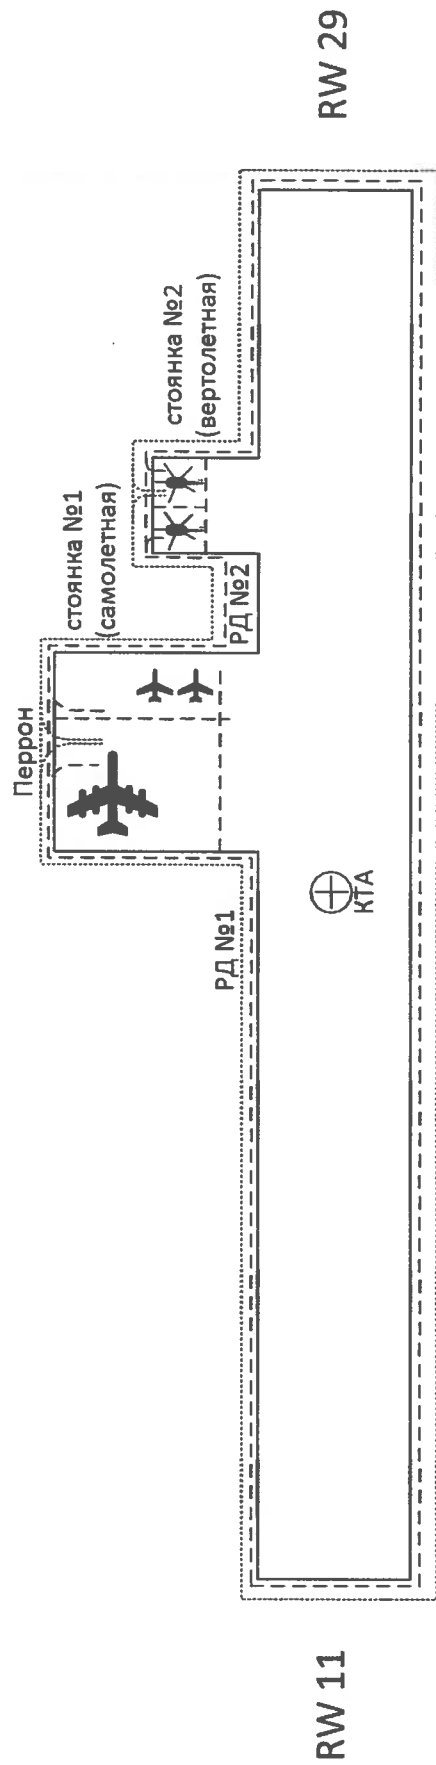 Перрон
стоянка №1
(самолетная)
стоянка №2
(вертолетная)
РД №1
РД №2
КТА
RW 11
RW 29